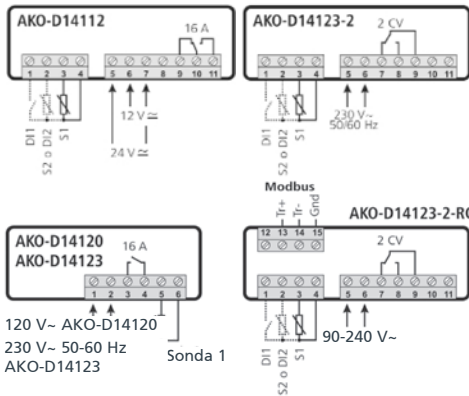 AKO-D14112
16 A
1 2 3 4 5 6 7 8 9 10 11
12 V ≂
24 V ≂
DI1
S2 o DI2
S1
AKO-D14123-2
2 CV
1 2 3 4 5 6 7 8 9 10 11
230 V~
50/60 Hz
DI1
S2 o DI2
S1
AKO-D14120
AKO-D14123
16 A
1 2 3 4 5 6
120 V~ AKO-D14120
230 V~ 50-60 Hz
AKO-D14123
Sonda 1
Modbus
Tr+
Tr-
Gnd
12 13 14 15
AKO-D14123-2-RC
2 CV
1 2 3 4 5 6 7 8 9 10 11
90-240 V~
DI1
S2 o DI2
S1